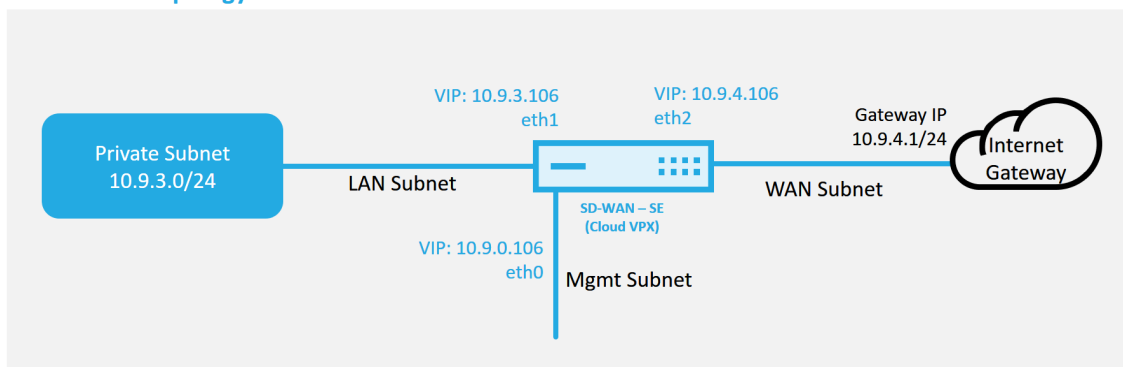 VIP: 10.9.3.106
eth1
VIP: 10.9.4.106
eth2
Gateway IP
10.9.4.1/24
Internet
Gateway
Private Subnet
10.9.3.0/24
LAN Subnet
WAN Subnet
SD-WAN – SE
(Cloud VPX)
VIP: 10.9.0.106
eth0
Mgmt Subnet